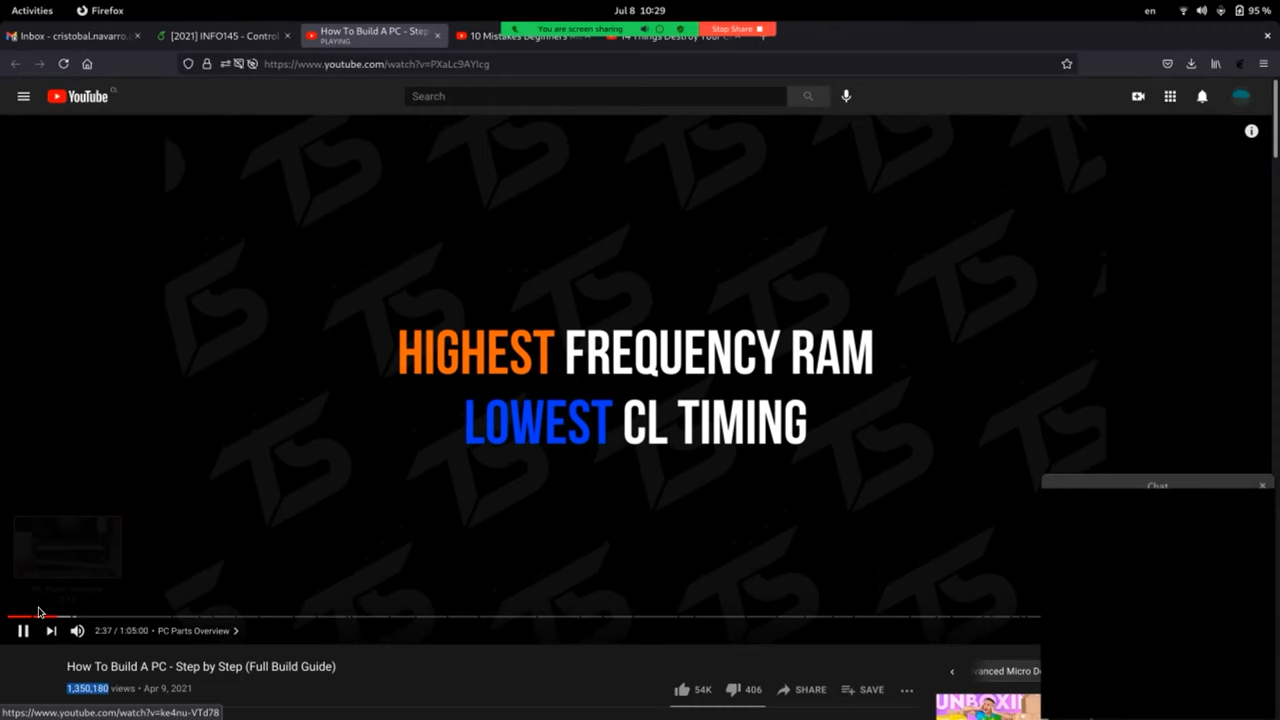 Activities
Firefox
Jul 8 10:29
en
95 %
Inbox - cristobal.navarro.
[2021] INFO145 - Control
How To Build A PC - Step
PLAYING
10 Mistakes Beginners
You are screen sharing
Stop Share
https://www.youtube.com/watch?v=PXaLc9AYIcg
YouTube CL
Search
HIGHEST FREQUENCY RAM
LOWEST CL TIMING
Chat
2:37 / 1:05:00 • PC Parts Overview
How To Build A PC - Step by Step (Full Build Guide)
1,350,180 views • Apr 9, 2021
54K
406
SHARE
SAVE
dvanced Micro De
UNBOXIN
https://www.youtube.com/watch?v=ke4nu-VTd78